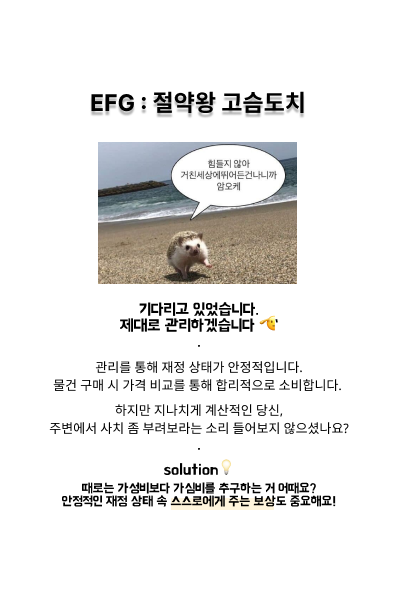 EFG : 절약왕 고슴도치
힘들지 않아
거친세상에뛰어든건나니까
암오케
기다리고 있었습니다.
제대로 관리하겠습니다 🫡
.
관리를 통해 재정 상태가 안정적입니다.
물건 구매 시 가격 비교를 통해 합리적으로 소비합니다.
하지만 지나치게 계산적인 당신,
주변에서 사치 좀 부려보라는 소리 들어보지 않으셨나요?
.
solution💡
때로는 가성비보다 가심비를 추구하는 거 어때요?
안정적인 재정 상태 속 스스로에게 주는 보상도 중요해요!